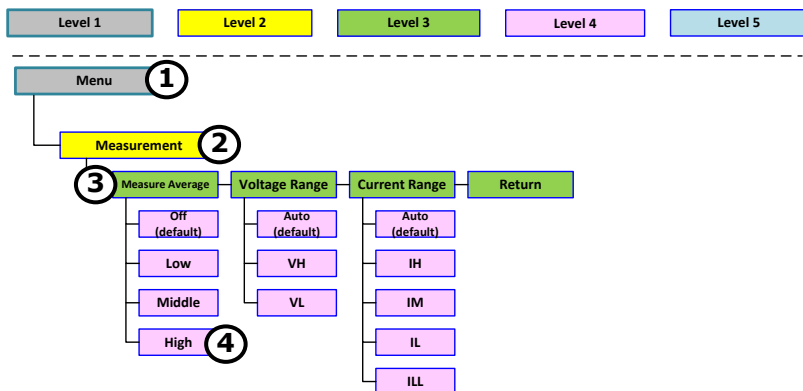 Level 1 Level 2 Level 3 Level 4 Level 5
Menu 1
Measurement 2
3 Measure Average Voltage Range Current Range Return
Off Auto Auto
(default) (default) (default)
Low VH IH
Middle VL IM
High 4 IL
ILL